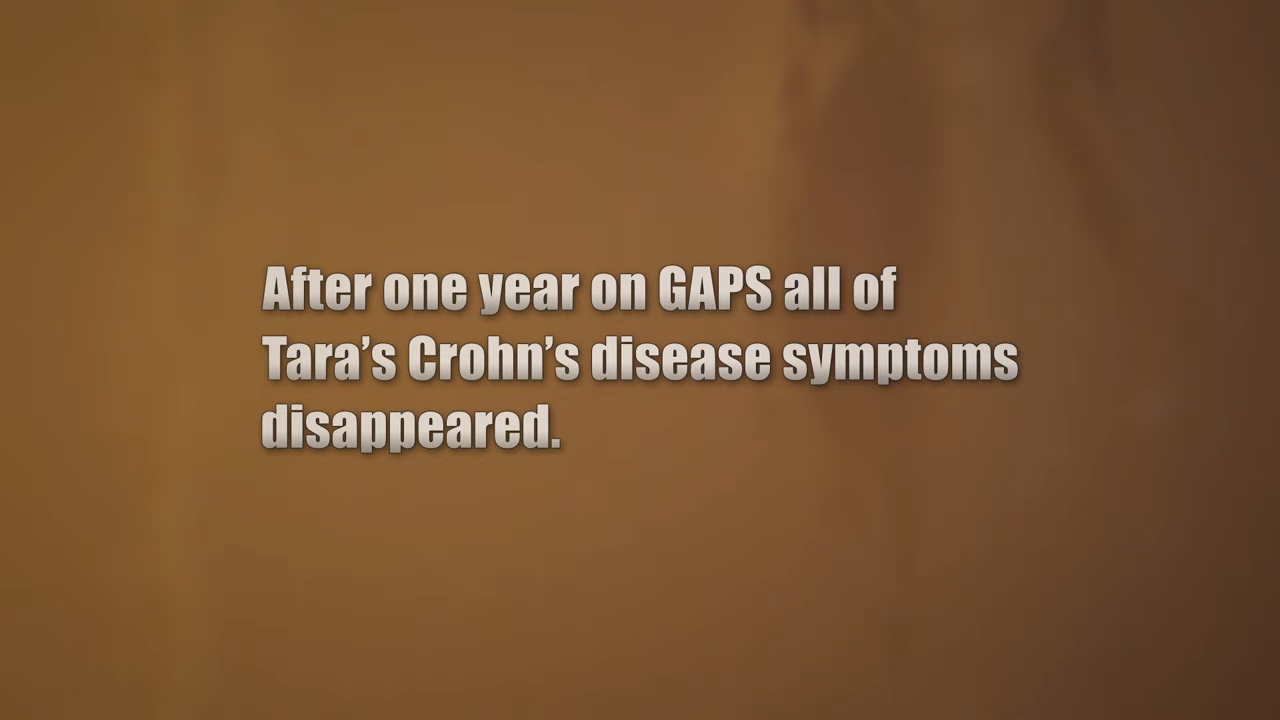 After one year on GAPS all of
Tara’s Crohn’s disease symptoms
disappeared.